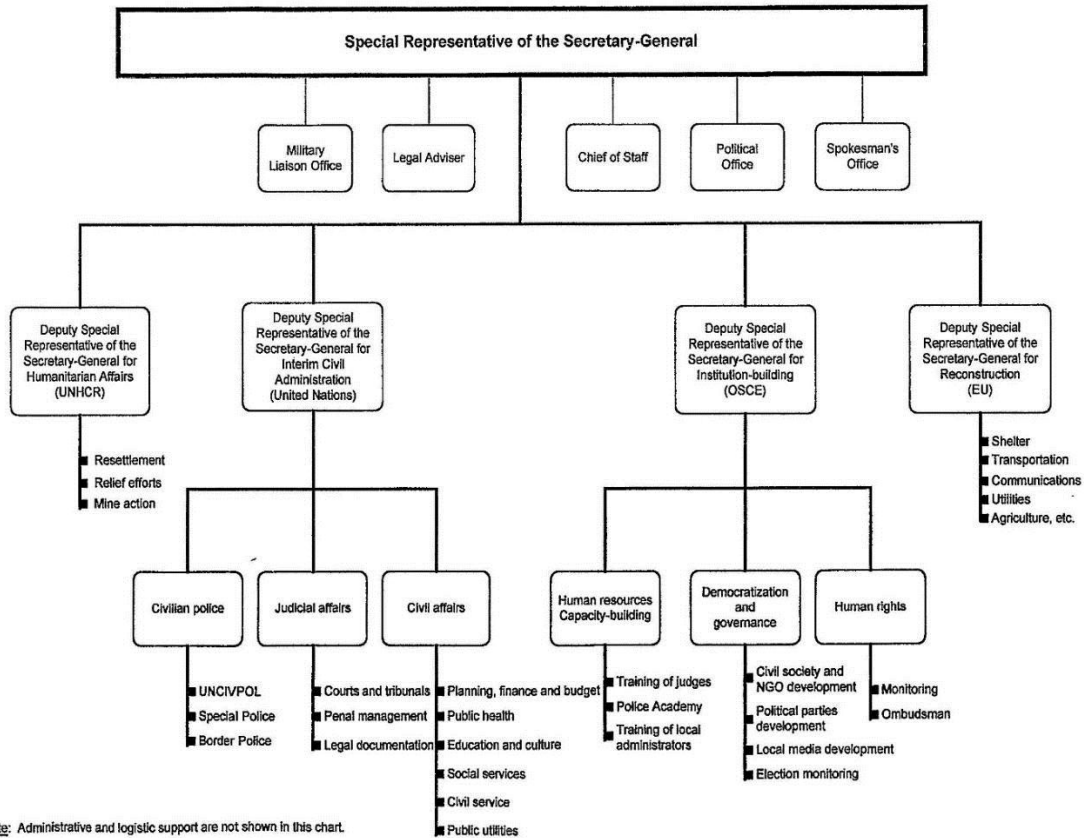 Special Representative of the Secretary-General
Military
Liaison Office
Legal Adviser
Chief of Staff
Political
Office
Spokesman's
Office
Deputy Special
Representative of the
Secretary-General for
Humanitarian Affairs
(UNHCR)
Resettlement
Relief efforts
Mine action
Deputy Special
Representative of the
Secretary-General for
Interim Civil
Administration
(United Nations)
Civilian police
UNCIVPOL
Special Police
Border Police
Judicial affairs
Courts and tribunals
Penal management
Legal documentation
Civil affairs
Planning, finance and budget
Public health
Education and culture
Social services
Civil service
Public utilities
Deputy Special
Representative of the
Secretary-General for
Institution-building
(OSCE)
Human resources
Capacity-building
Training of judges
Police Academy
Training of local
administrators
Democratization
and
governance
Civil society and
NGO development
Political parties
development
Local media development
Election monitoring
Human rights
Monitoring
Ombudsman
Deputy Special
Representative of the
Secretary-General for
Reconstruction
(EU)
Shelter
Transportation
Communications
Utilities
Agriculture, etc.
te: Administrative and logistic support are not shown in this chart.